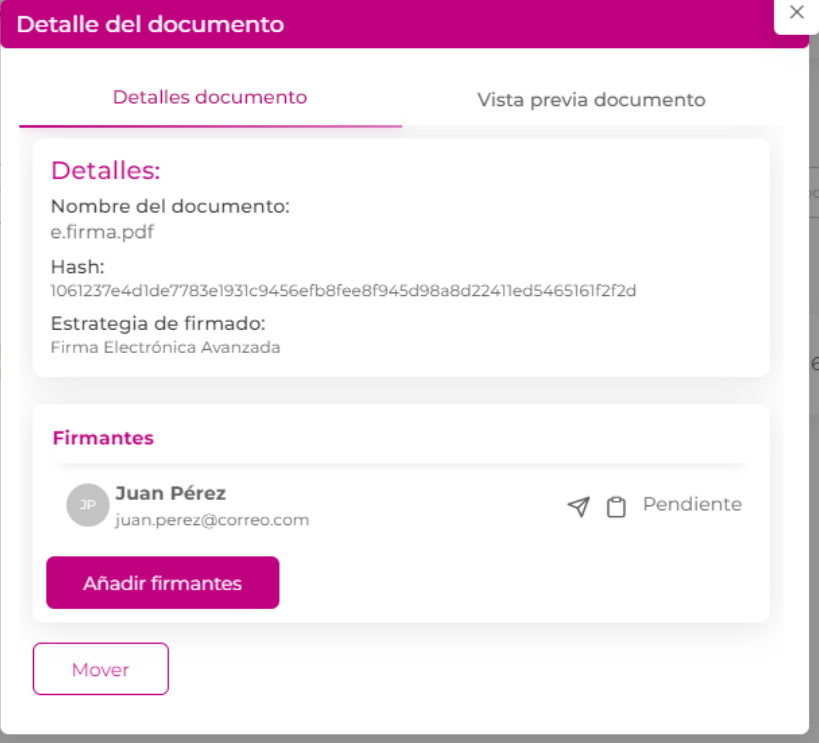 Detalle del documento
Detalles documento
Vista previa documento
Detalles:
Nombre del documento:
e.firma.pdf
Hash:
1061237e4d1de7783e1931c9456efb8fee8f945d98a8d22411ed5465161f2f2d
Estrategia de firmado:
Firma Electrónica Avanzada
Firmantes
JP
Juan Pérez
juan.perez@correo.com
Pendiente
Añadir firmantes
Mover